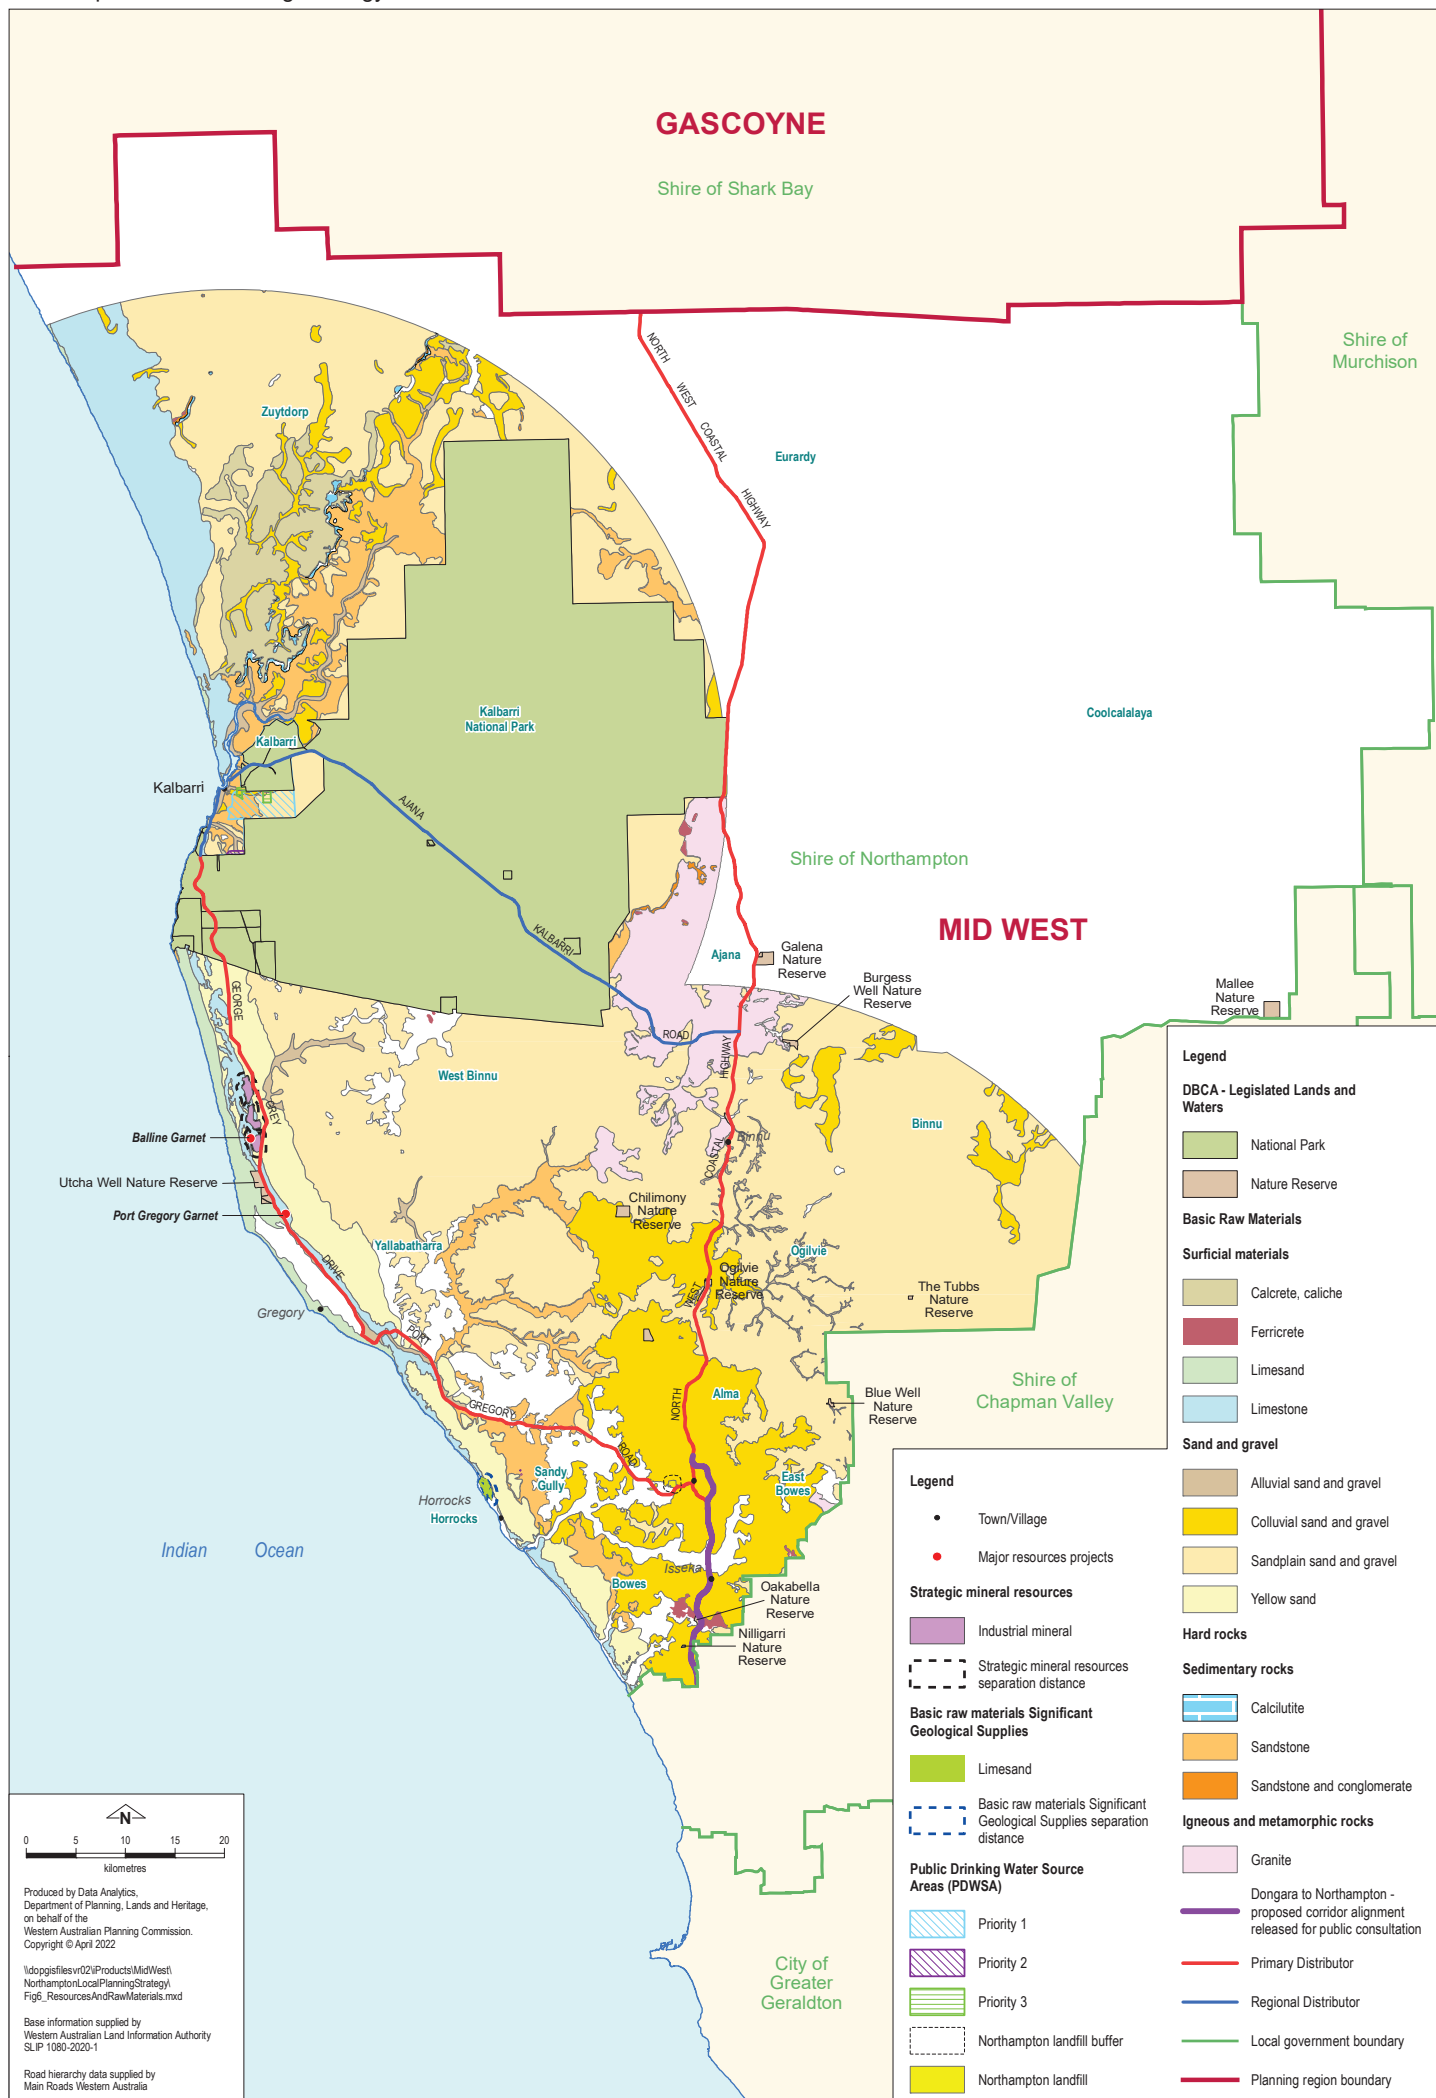 GASCOYNE
Shire of Shark Bay
Shire of
Murchison
NORTH
WEST
COASTAL
HIGHWAY
Zuytdorp
Eurardy
Kalbarri
National Park
Coolcalalaya
Kalbarri
Kalbarri
AJANA
Shire of Northampton
MID WEST
KALBARRI
Ajana
Galena
Nature
Reserve
Burgess
Well Nature
Reserve
Mallee
Nature
Reserve
GEORGE
ROAD
HIGHWAY
West Binnu
GREY
Binnu
Balline Garnet
Binnu
COASTAL
Utcha Well Nature Reserve
Port Gregory Garnet
Chilimony
Nature
Reserve
Yallabatharra
Ogilvie
DRIVE
Ogilvie
Nature
Reserve
WEST
The Tubbs
Nature
Reserve
Gregory
PORT
Shire of
Chapman Valley
Alma
Blue Well
Nature
Reserve
NORTH
GREGORY
ROAD
Sandy
Gully
East
Bowes
Horrocks
Horrocks
Indian Ocean
Isseka
Bowes
Oakabella
Nature
Reserve
Nilligarri
Nature
Reserve
City of
Greater
Geraldton
Legend
DBCA - Legislated Lands and
Waters
National Park
Nature Reserve
Basic Raw Materials
Surficial materials
Calcrete, caliche
Ferricrete
Limesand
Limestone
Sand and gravel
Alluvial sand and gravel
Colluvial sand and gravel
Sandplain sand and gravel
Yellow sand
Hard rocks
Sedimentary rocks
Calcilutite
Sandstone
Sandstone and conglomerate
Igneous and metamorphic rocks
Granite
Dongara to Northampton -
proposed corridor alignment
released for public consultation
Primary Distributor
Regional Distributor
Local government boundary
Planning region boundary
Legend
Town/Village
Major resources projects
Strategic mineral resources
Industrial mineral
Strategic mineral resources
separation distance
Basic raw materials Significant
Geological Supplies
Limesand
Basic raw materials Significant
Geological Supplies separation
distance
Public Drinking Water Source
Areas (PDWSA)
Priority 1
Priority 2
Priority 3
Northampton landfill buffer
Northampton landfill
N
0 5 10 15 20
kilometres
Produced by Data Analytics,
Department of Planning, Lands and Heritage,
on behalf of the
Western Australian Planning Commission.
Copyright © April 2022
\\dopgisfilesvr02\iProducts\MidWest\
NorthamptonLocalPlanningStrategy\
Fig6_ResourcesAndRawMaterials.mxd
Base information supplied by
Western Australian Land Information Authority
SLIP 1080-2020-1
Road hierarchy data supplied by
Main Roads Western Australia